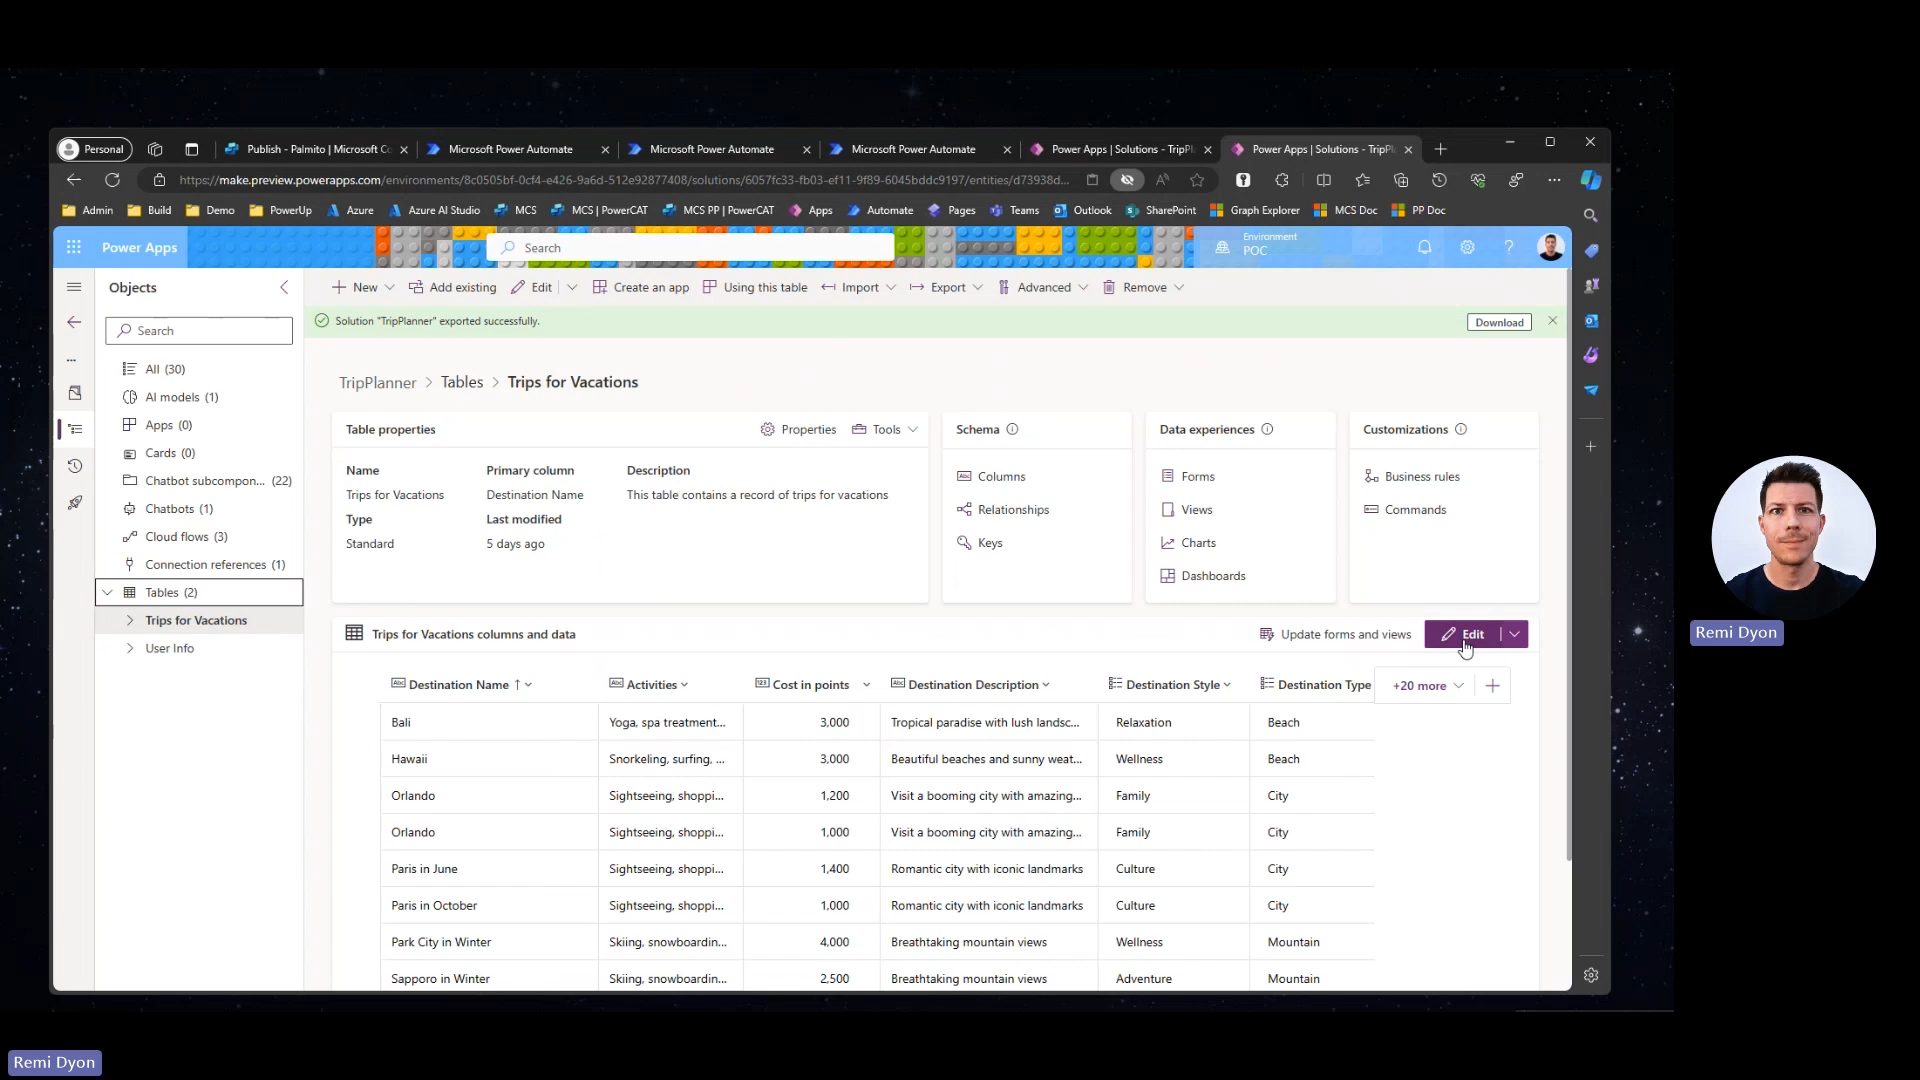 Personal
Publish - Palmito | Microsoft Co
Microsoft Power Automate
Microsoft Power Automate
Microsoft Power Automate
Power Apps | Solutions - TripPl
Power Apps | Solutions - TripPl
https://make.preview.powerapps.com/environments/8c0505bf-0cf4-e426-9a6d-512e92877408/solutions/6057fc33-fb03-ef11-9f89-6045bddc9197/entities/d73938d...
Admin
Build
Demo
PowerUp
Azure
Azure AI Studio
MCS
MCS | PowerCAT
MCS PP | PowerCAT
Apps
Automate
Pages
Teams
Outlook
SharePoint
Graph Explorer
MCS Doc
PP Doc
Power Apps
Search
Environment
POC
Objects
New
Add existing
Edit
Create an app
Using this table
Import
Export
Advanced
Remove
Solution "TripPlanner" exported successfully.
Download
Search
All (30)
AI models (1)
Apps (0)
Cards (0)
Chatbot subcompon... (22)
Chatbots (1)
Cloud flows (3)
Connection references (1)
Tables (2)
Trips for Vacations
User Info
TripPlanner > Tables > Trips for Vacations
Table properties
Properties
Tools
Name
Primary column
Description
Trips for Vacations
Destination Name
This table contains a record of trips for vacations
Type
Last modified
Standard
5 days ago
Schema
Columns
Relationships
Keys
Data experiences
Forms
Views
Charts
Dashboards
Customizations
Business rules
Commands
Trips for Vacations columns and data
Update forms and views
Edit
Destination Name ↑
Activities
Cost in points
Destination Description
Destination Style
Destination Type
+20 more
Bali
Yoga, spa treatment...
3,000
Tropical paradise with lush landsc...
Relaxation
Beach
Hawaii
Snorkeling, surfing, ...
3,000
Beautiful beaches and sunny weat...
Wellness
Beach
Orlando
Sightseeing, shoppi...
1,200
Visit a booming city with amazing...
Family
City
Orlando
Sightseeing, shoppi...
1,000
Visit a booming city with amazing...
Family
City
Paris in June
Sightseeing, shoppi...
1,400
Romantic city with iconic landmarks
Culture
City
Paris in October
Sightseeing, shoppi...
1,000
Romantic city with iconic landmarks
Culture
City
Park City in Winter
Skiing, snowboardin...
4,000
Breathtaking mountain views
Wellness
Mountain
Sapporo in Winter
Skiing, snowboardin...
2,500
Breathtaking mountain views
Adventure
Mountain
Remi Dyon
Remi Dyon